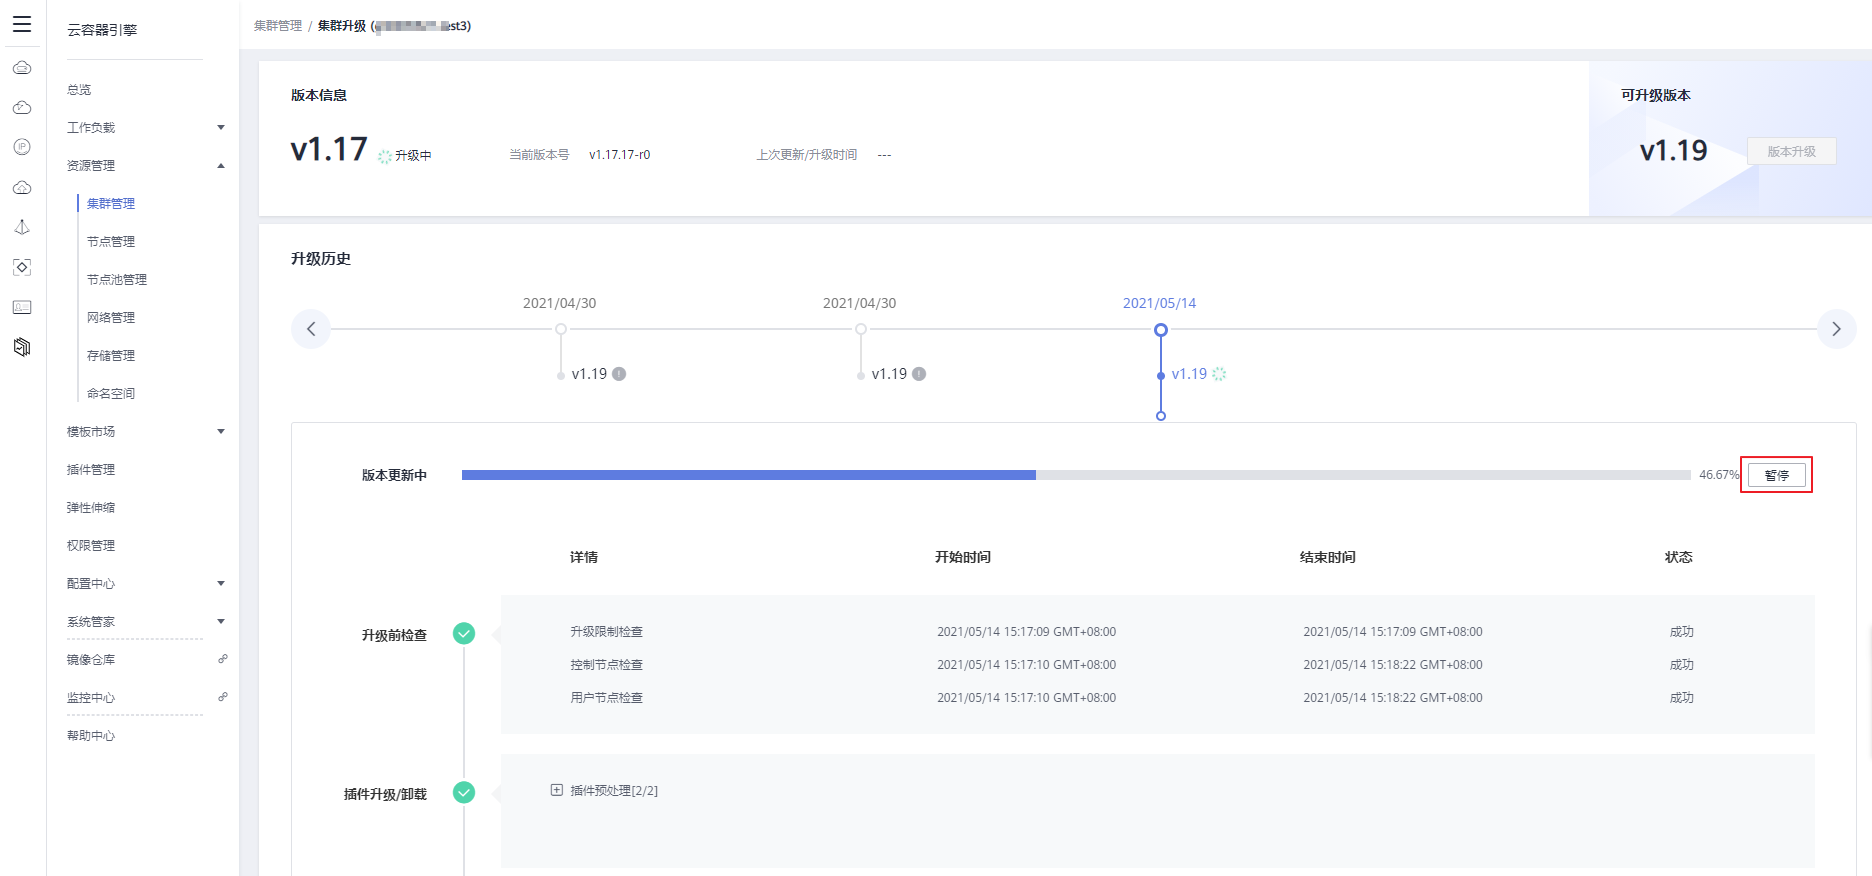 云容器引擎
总览
工作负载
资源管理
集群管理
节点管理
节点池管理
网络管理
存储管理
命名空间
模板市场
插件管理
弹性伸缩
权限管理
配置中心
系统管家
镜像仓库
监控中心
帮助中心
集群管理 / 集群升级 (est3)
版本信息
v1.17 升级中 当前版本号 v1.17.17-r0 上次更新/升级时间 ---
可升级版本
v1.19 版本升级
升级历史
2021/04/30 2021/04/30 2021/05/14
v1.19 v1.19 v1.19
版本更新中 46.67% 暂停
详情 开始时间 结束时间 状态
升级前检查
升级限制检查 2021/05/14 15:17:09 GMT+08:00 2021/05/14 15:17:09 GMT+08:00 成功
控制节点检查 2021/05/14 15:17:10 GMT+08:00 2021/05/14 15:18:22 GMT+08:00 成功
用户节点检查 2021/05/14 15:17:10 GMT+08:00 2021/05/14 15:18:22 GMT+08:00 成功
插件升级/卸载 插件预处理[2/2]